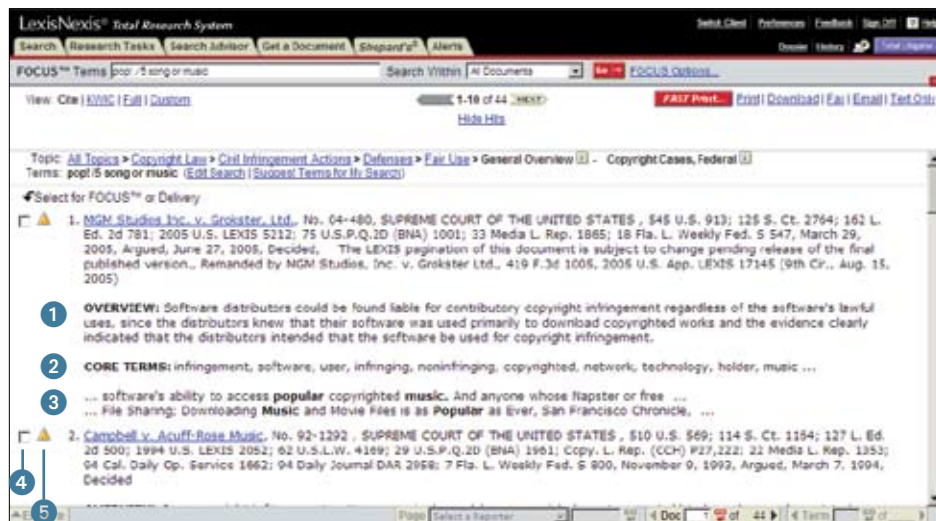 LexisNexis® Total Research System
Switch Client Preferences Feedback Sign Off Help
Search Research Tasks Search Advisor Get a Document Shepard's® Alerts
Dossier History
FOCUS™ Terms pop! /5 song or music Search Within All Documents Go FOCUS Options...
View: Cite | KWIC | Full | Custom 1-10 of 44 NEXT FAST Print... Print | Download | Fax | Email | Text Only
Hide Hits
Topic: All Topics > Copyright Law > Civil Infringement Actions > Defenses > Fair Use > General Overview - Copyright Cases, Federal
Terms: pop! /5 song or music (Edit Search | Suggest Terms for My Search)
Select for FOCUS™ or Delivery
1. MGM Studios Inc. v. Grokster, Ltd., No. 04-480, SUPREME COURT OF THE UNITED STATES , 545 U.S. 913; 125 S. Ct. 2764; 162 L.
Ed. 2d 781; 2005 U.S. LEXIS 5212; 75 U.S.P.Q.2D (BNA) 1001; 33 Media L. Rep. 1865; 18 Fla. L. Weekly Fed. S 547, March 29,
2005, Argued, June 27, 2005, Decided, The LEXIS pagination of this document is subject to change pending release of the final
published version., Remanded by MGM Studios, Inc. v. Grokster Ltd., 419 F.3d 1005, 2005 U.S. App. LEXIS 17145 (9th Cir., Aug. 15,
2005)
1 OVERVIEW: Software distributors could be found liable for contributory copyright infringement regardless of the software's lawful
uses, since the distributors knew that their software was used primarily to download copyrighted works and the evidence clearly
indicated that the distributors intended that the software be used for copyright infringement.
2 CORE TERMS: infringement, software, user, infringing, noninfringing, copyrighted, network, technology, holder, music ...
3 ... software's ability to access popular copyrighted music. And anyone whose Napster or free ...
... File Sharing; Downloading Music and Movie Files is as Popular as Ever, San Francisco Chronicle, ...
2. Campbell v. Acuff-Rose Music, No. 92-1292 , SUPREME COURT OF THE UNITED STATES , 510 U.S. 569; 114 S. Ct. 1164; 127 L. Ed.
2d 500; 1994 U.S. LEXIS 2052; 62 U.S.L.W. 4169; 29 U.S.P.Q.2D (BNA) 1961; Copy. L. Rep. (CCH) P27,222; 22 Media L. Rep. 1353;
94 Cal. Daily Op. Service 1662; 94 Daily Journal DAR 2958; 7 Fla. L. Weekly Fed. S 800, November 9, 1993, Argued, March 7, 1994,
Decided
4
5
Page Select a Reporter Doc 1 of 44 Term of